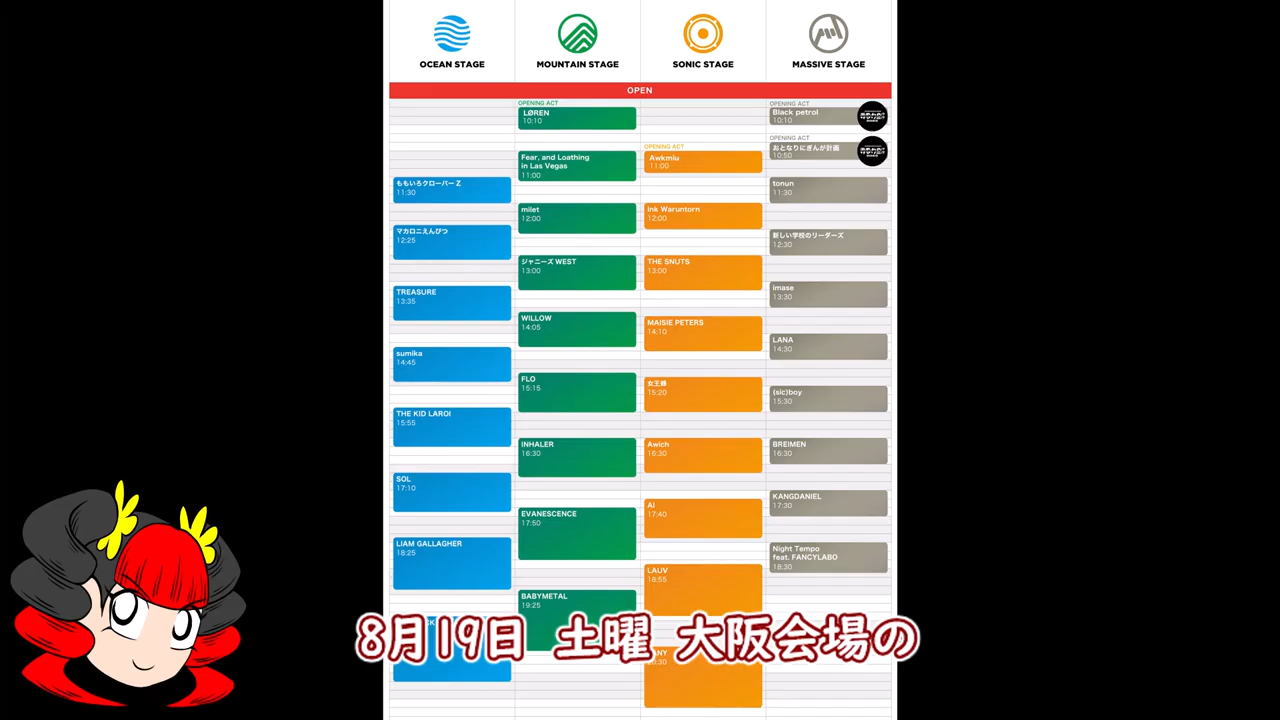 OCEAN STAGE
MOUNTAIN STAGE
SONIC STAGE
MASSIVE STAGE
OPEN
ももいろクローバー Z
11:30
マカロニえんぴつ
12:25
TREASURE
13:35
sumika
14:45
THE KID LAROI
15:55
SOL
17:10
LIAM GALLAGHER
18:25
OPENING ACT
LØREN
10:10
Fear, and Loathing
in Las Vegas
11:00
milet
12:00
ジャニーズ WEST
13:00
WILLOW
14:05
FLO
15:15
INHALER
16:30
EVANESCENCE
17:50
BABYMETAL
19:25
OPENING ACT
Awkmiu
11:00
Ink Waruntorn
12:00
THE SNUTS
13:00
MAISIE PETERS
14:10
女王蜂
15:20
Awich
16:30
AI
17:40
LAUV
18:55
OPENING ACT
Black petrol
10:10
OPENING ACT
おとなりにぎんが計画
10:50
tonun
11:30
新しい学校のリーダーズ
12:30
imase
13:30
LANA
14:30
(sic)boy
15:30
BREIMEN
16:30
KANGDANIEL
17:30
Night Tempo
feat. FANCYLABO
18:30
8月19日 土曜 大阪会場の